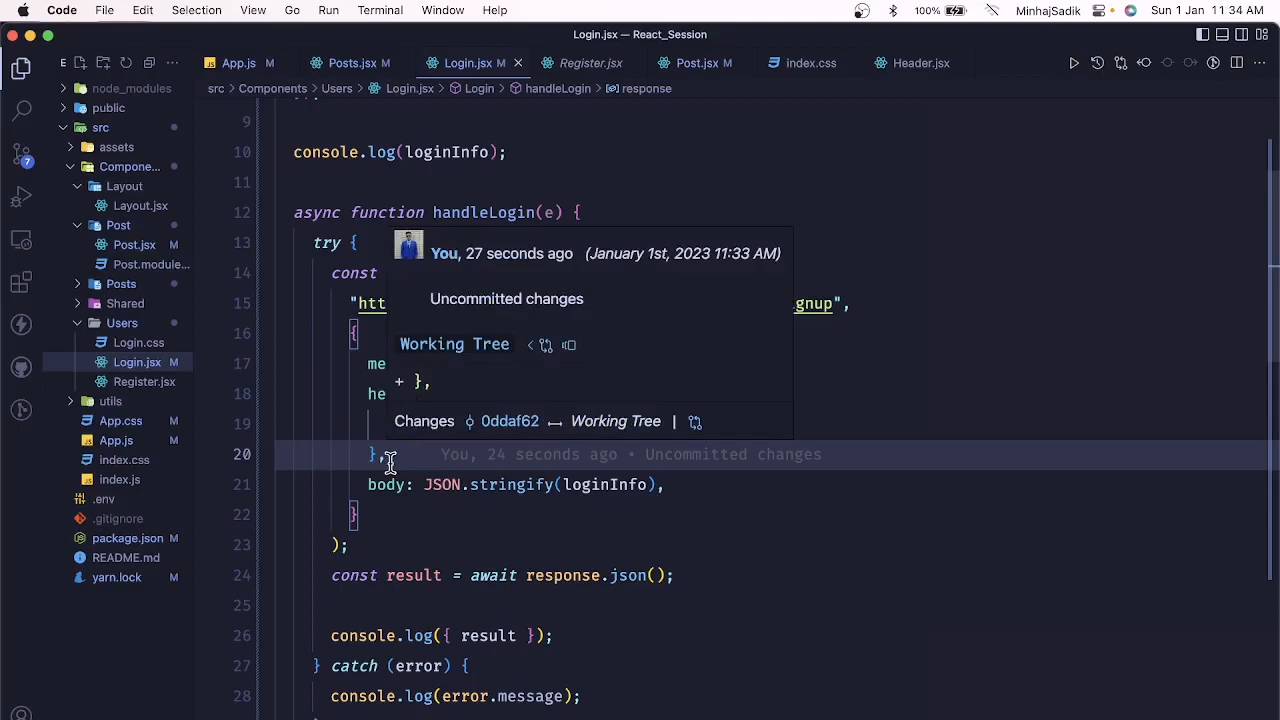 Code File Edit Selection View Go Run Terminal Window Help 100% MinhajSadik Sun 1 Jan 11:34 AM
Login.jsx — React_Session
E App.js M Posts.jsx M Login.jsx M Register.jsx Post.jsx M index.css Header.jsx
src > Components > Users > Login.jsx > Login > handleLogin > response
node_modules
public
src
assets
Compone...
Layout
Layout.jsx
Post
Post.jsx M
Post.module...
Posts
Shared
Users
Login.css
Login.jsx M
Register.jsx
utils
App.css M
App.js M
index.css
index.js
.env
.gitignore
package.json M
README.md
yarn.lock M
7
9
10 console.log(loginInfo);
11
12 async function handleLogin(e) {
13 try {
14 const
15 "htt gnup",
16 {
17 me
18 he
19
20 }, You, 24 seconds ago • Uncommitted changes
21 body: JSON.stringify(loginInfo),
22 }
23 );
24 const result = await response.json();
25
26 console.log({ result });
27 } catch (error) {
28 console.log(error.message);
You, 27 seconds ago (January 1st, 2023 11:33 AM)
Uncommitted changes
Working Tree
+ },
Changes 0ddaf62 Working Tree |